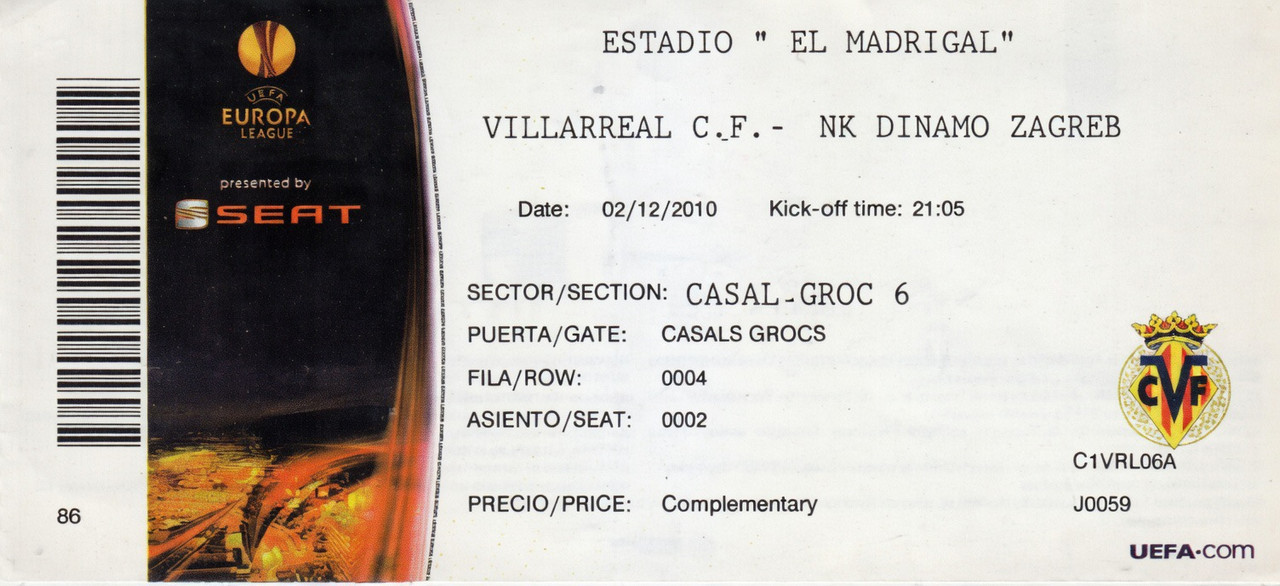 ESTADIO " EL MADRIGAL"
VILLARREAL C.F.- NK DINAMO ZAGREB
Date: 02/12/2010 Kick-off time: 21:05
UEFA
EUROPA
LEAGUE
presented by
SEAT
SECTOR/SECTION: CASAL-GROC 6
PUERTA/GATE: CASALS GROCS
FILA/ROW: 0004
ASIENTO/SEAT: 0002
PRECIO/PRICE: Complementary
CVF
C1VRL06A
J0059
86
UEFA.com